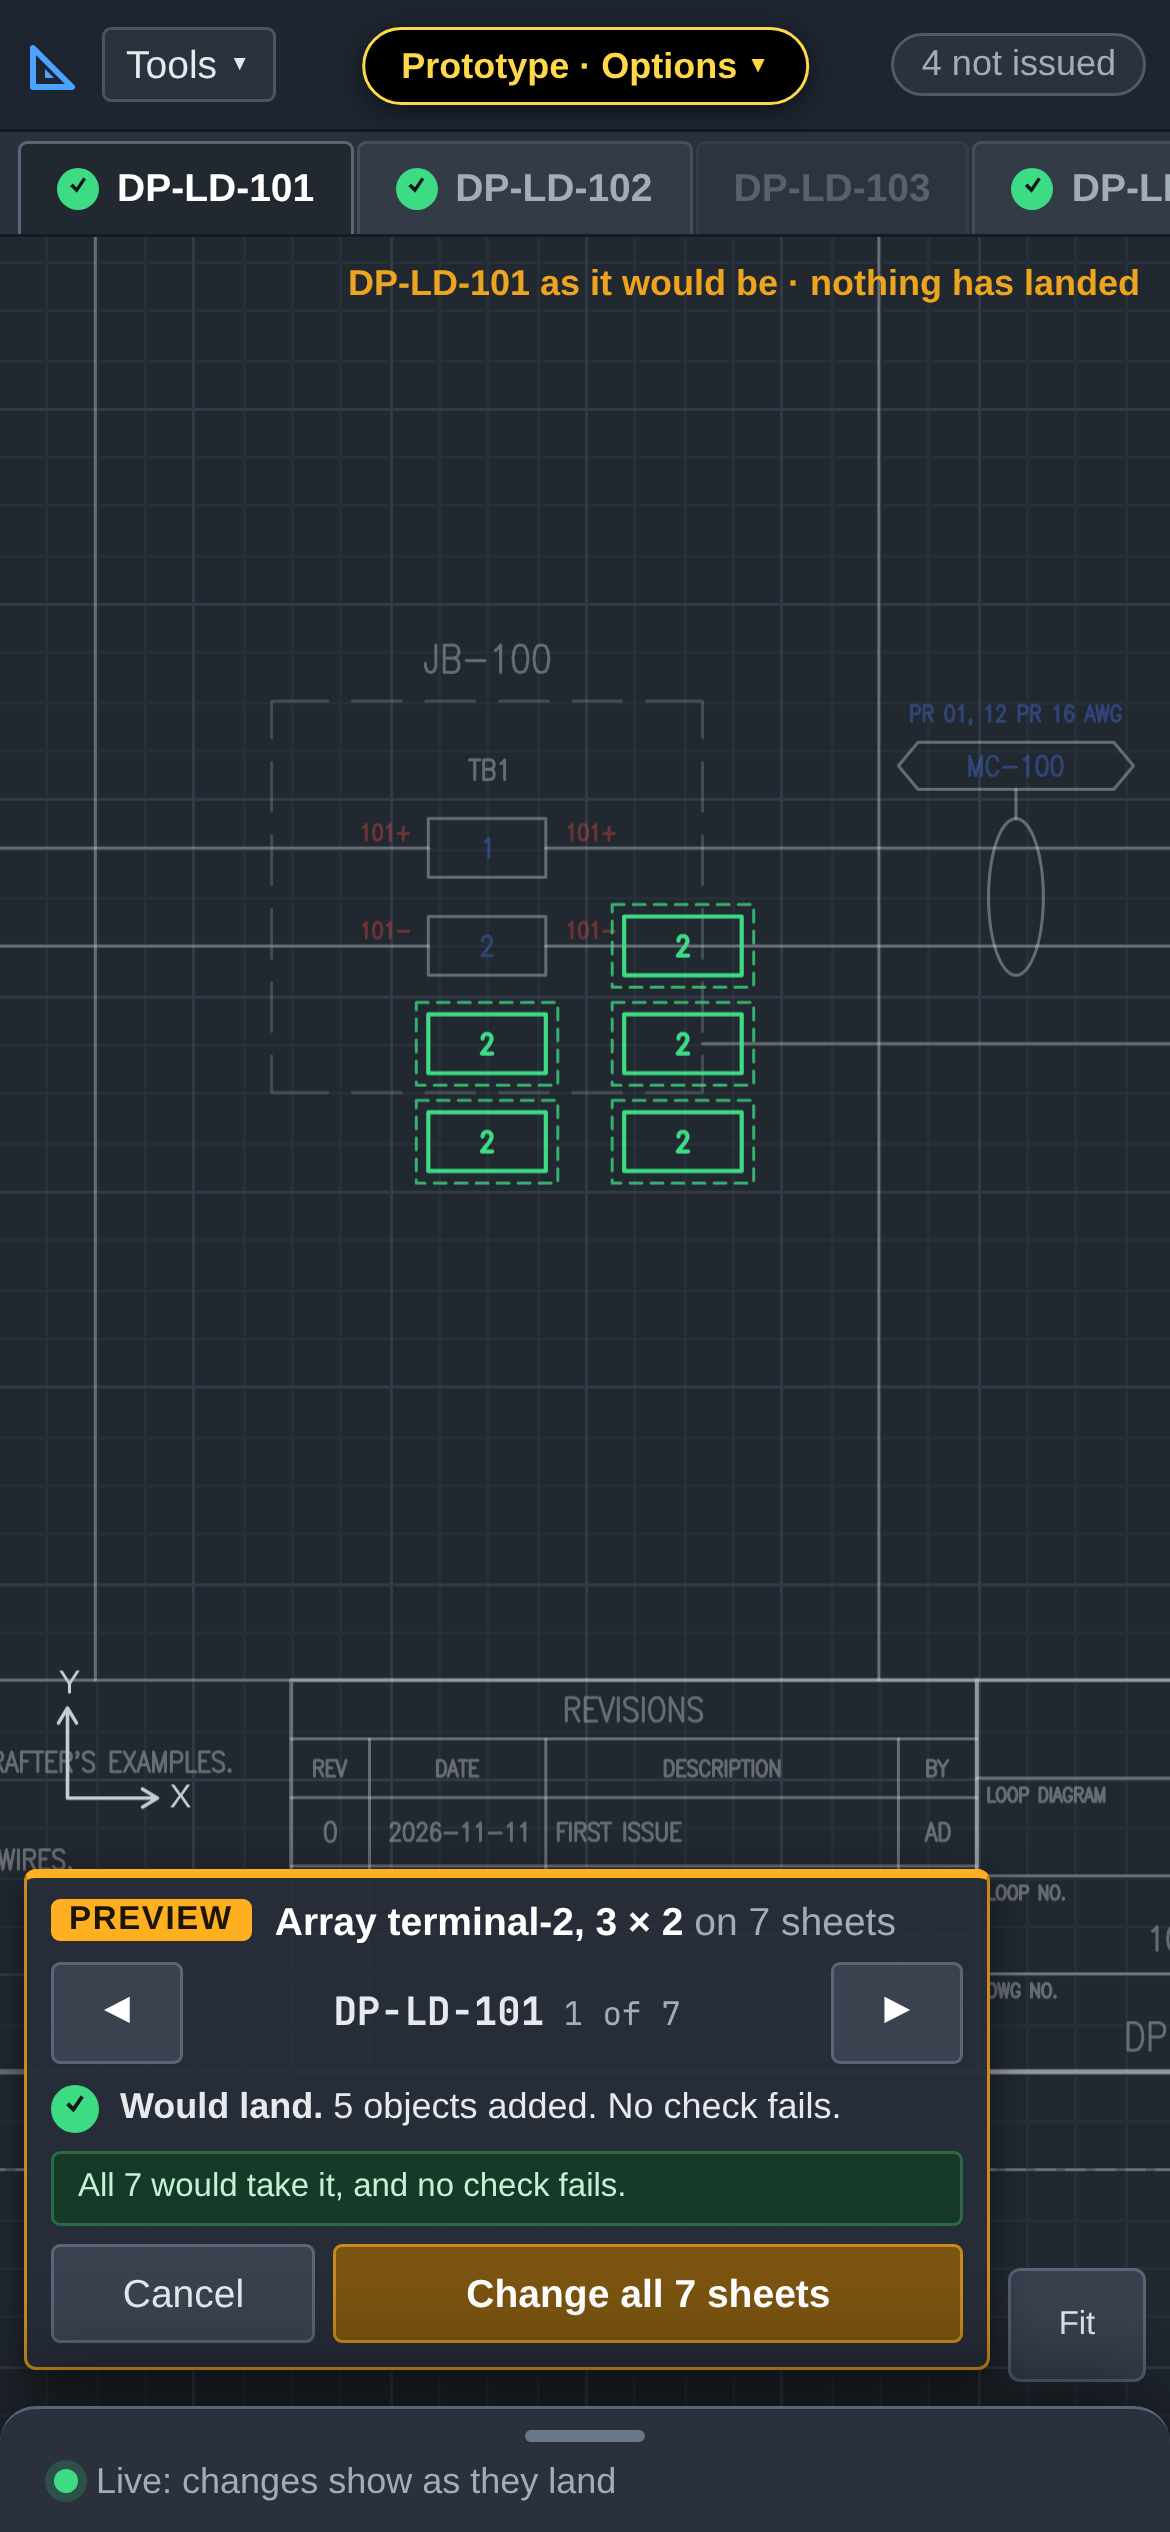 Tools ▼
Prototype · Options ▼
4 not issued
DP-LD-101
DP-LD-102
DP-LD-103
DP-LD-101 as it would be · nothing has landed
JB-100
PR 01, 12 PR 16 AWG
MC-100
TB1
101+ 1 101+
101- 2 101- 2
2 2
2 2
Y
X
EXAMPLES.
WIRES.
REVISIONS
REV DATE DESCRIPTION BY
0 2026-11-11 FIRST ISSUE AD
LOOP DIAGRAM
LOOP NO.
DWG NO.
DP
PREVIEW Array terminal-2, 3 × 2 on 7 sheets
◀ DP-LD-101 1 of 7 ▶
Would land. 5 objects added. No check fails.
All 7 would take it, and no check fails.
Cancel
Change all 7 sheets
Fit
Live: changes show as they land